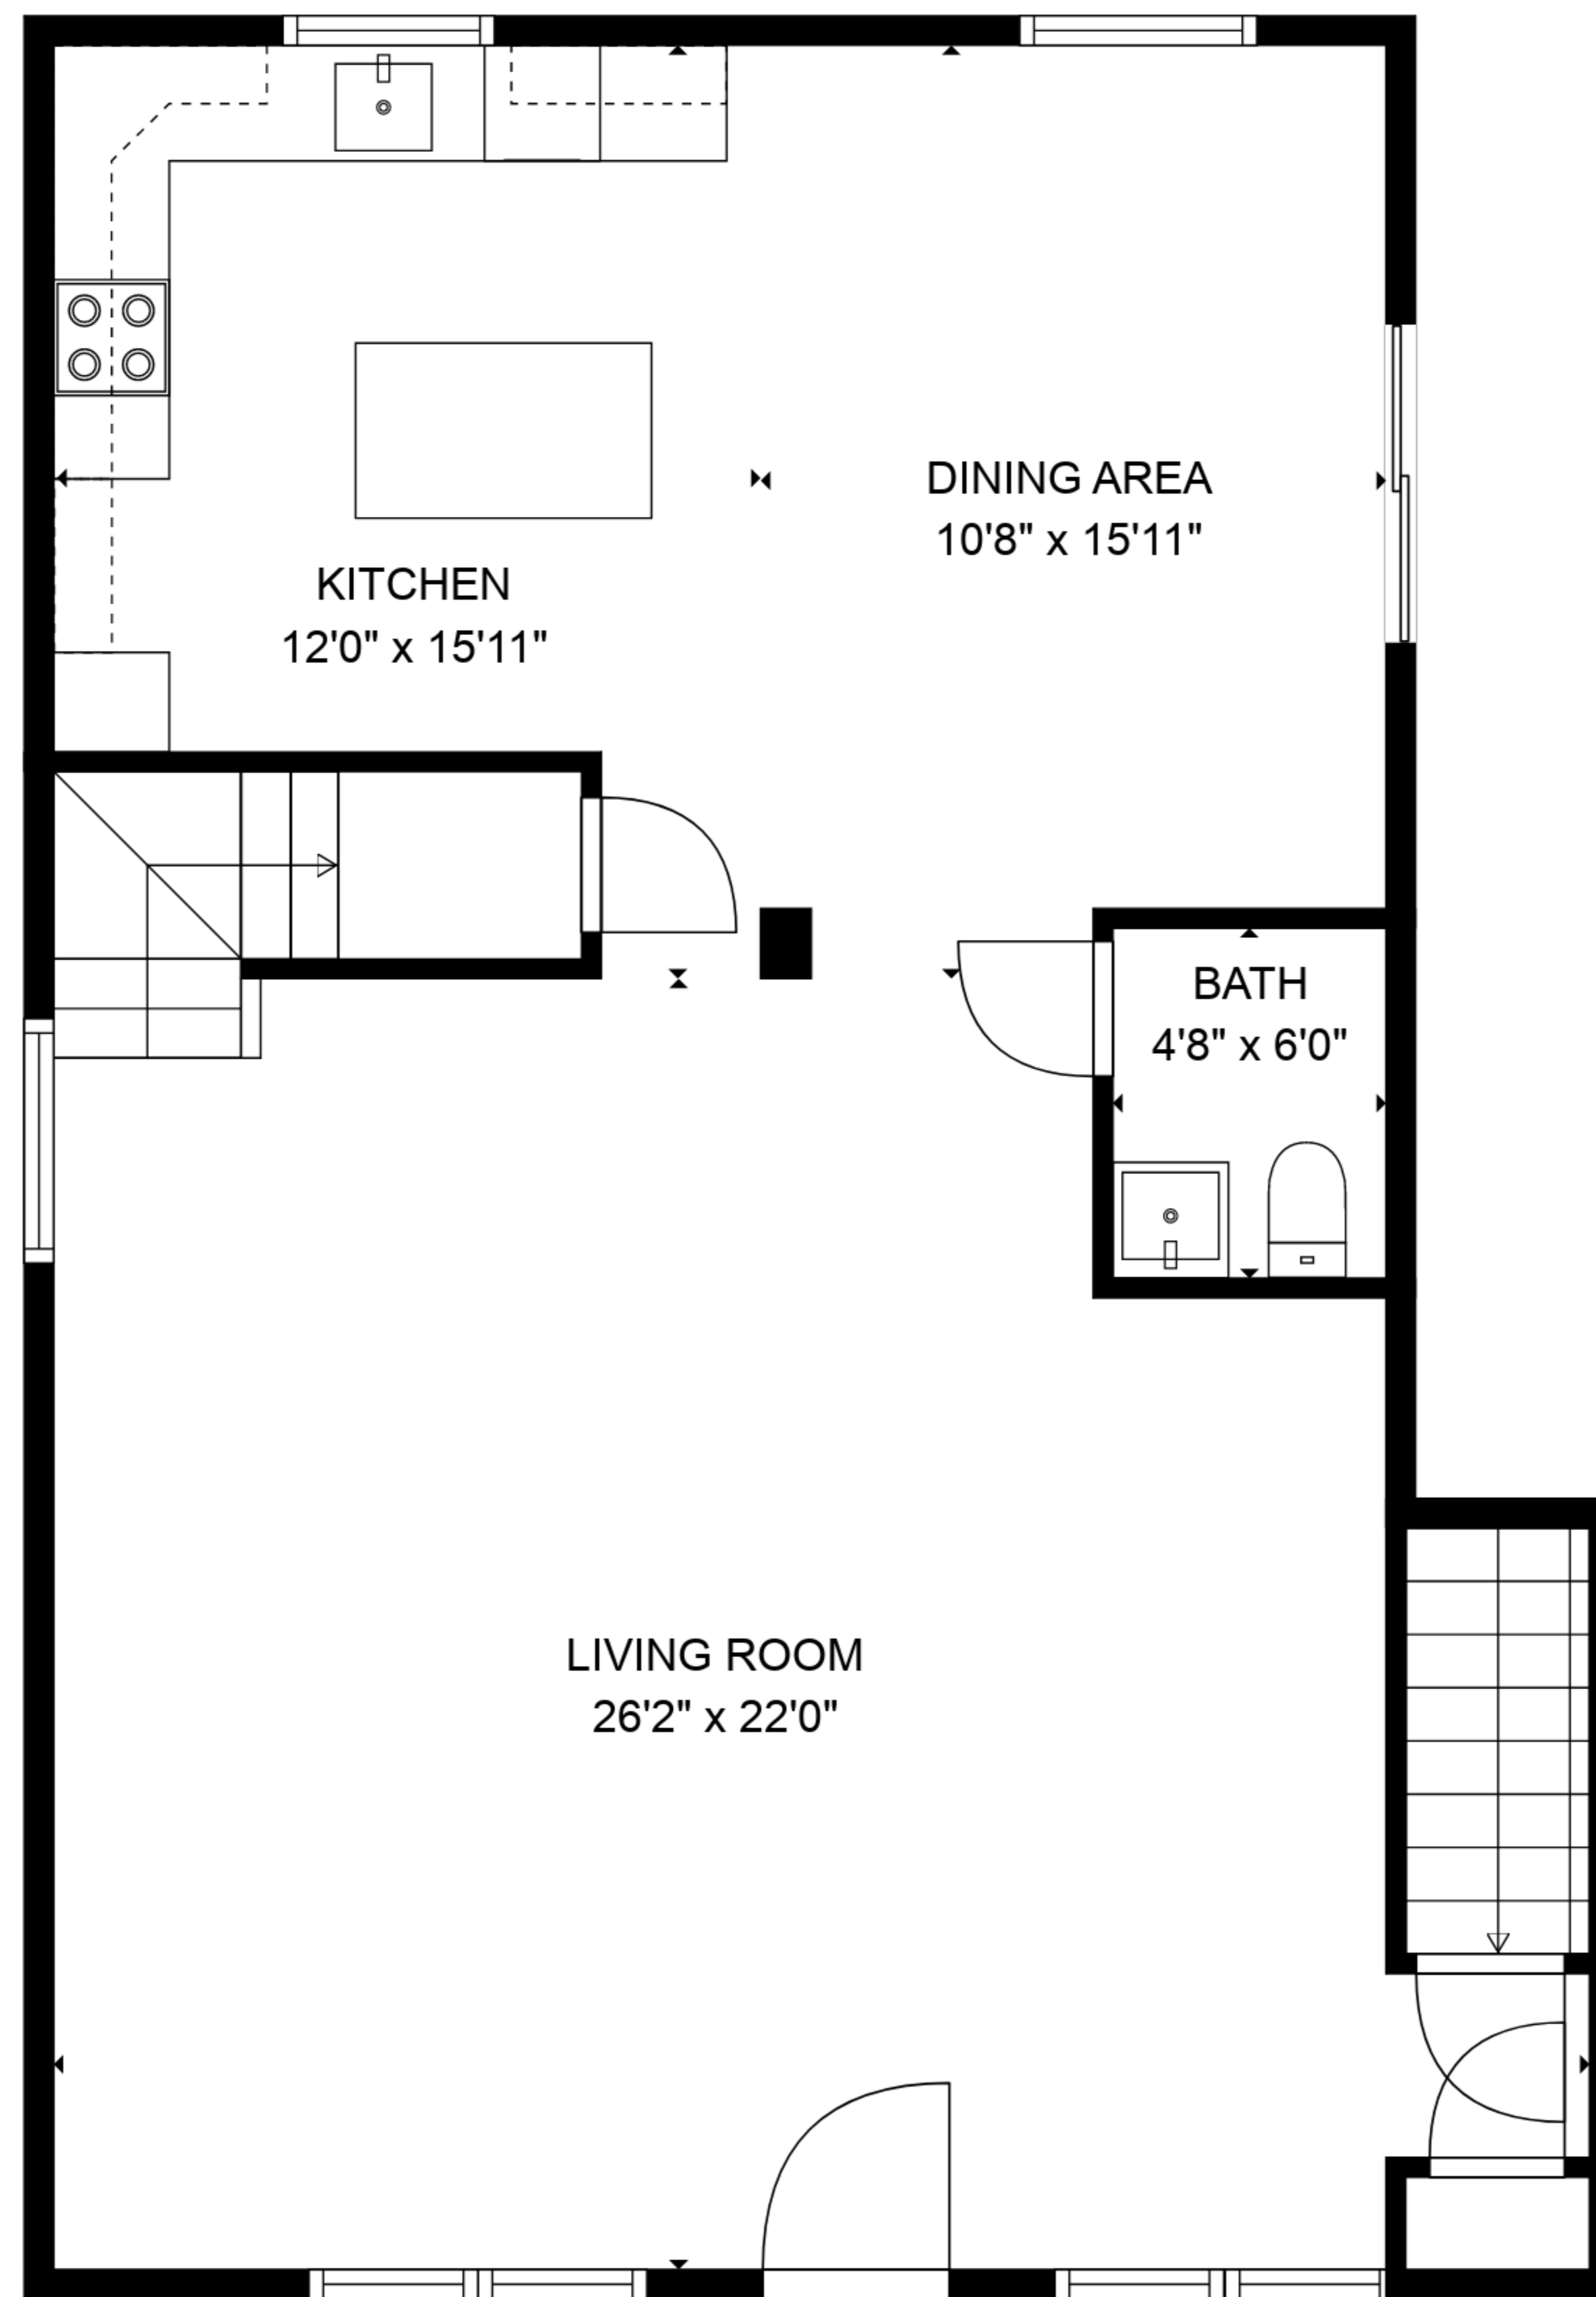 DINING AREA
10'8" x 15'11"
KITCHEN
12'0" x 15'11"
BATH
4'8" x 6'0"
LIVING ROOM
26'2" x 22'0"